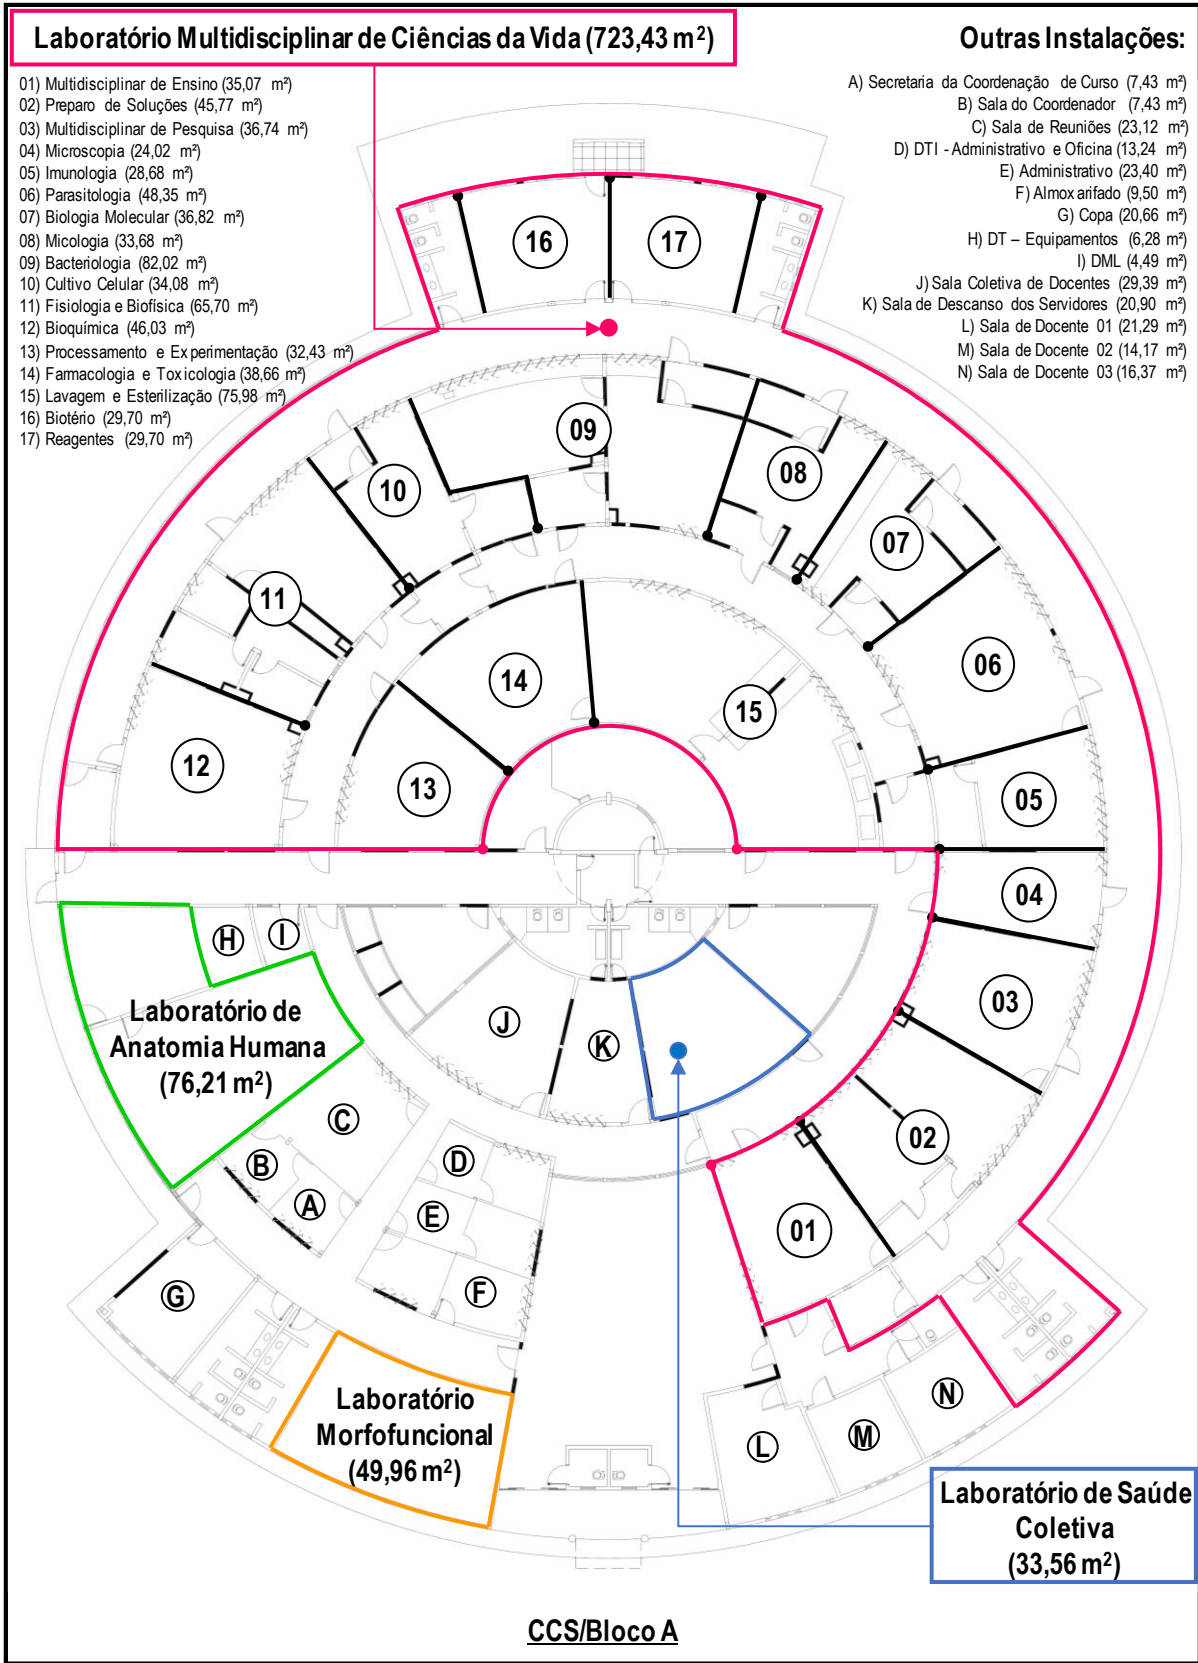 Laboratório Multidisciplinar de Ciências da Vida (723,43 m²)
01) Multidisciplinar de Ensino (35,07 m²)
02) Preparo de Soluções (45,77 m²)
03) Multidisciplinar de Pesquisa (36,74 m²)
04) Microscopia (24,02 m²)
05) Imunologia (28,68 m²)
06) Parasitologia (48,35 m²)
07) Biologia Molecular (36,82 m²)
08) Micologia (33,68 m²)
09) Bacteriologia (82,02 m²)
10) Cultivo Celular (34,08 m²)
11) Fisiologia e Biofísica (65,70 m²)
12) Bioquímica (46,03 m²)
13) Processamento e Experimentação (32,43 m²)
14) Farmacologia e Toxicologia (38,66 m²)
15) Lavagem e Esterilização (75,98 m²)
16) Biotério (29,70 m²)
17) Reagentes (29,70 m²)
Outras Instalações:
A) Secretaria da Coordenação de Curso (7,43 m²)
B) Sala do Coordenador (7,43 m²)
C) Sala de Reuniões (23,12 m²)
D) DTI - Administrativo e Oficina (13,24 m²)
E) Administrativo (23,40 m²)
F) Almoxarifado (9,50 m²)
G) Copa (20,66 m²)
H) DT – Equipamentos (6,28 m²)
I) DML (4,49 m²)
J) Sala Coletiva de Docentes (29,39 m²)
K) Sala de Descanso dos Servidores (20,90 m²)
L) Sala de Docente 01 (21,29 m²)
M) Sala de Docente 02 (14,17 m²)
N) Sala de Docente 03 (16,37 m²)
16
17
09
08
10
07
11
06
14
15
12
13
05
04
H
I
03
Laboratório de
Anatomia Humana
(76,21 m²)
J
K
C
02
B
D
A
E
01
G
F
Laboratório
Morfofuncional
(49,96 m²)
N
M
L
Laboratório de Saúde
Coletiva
(33,56 m²)
CCS/Bloco A